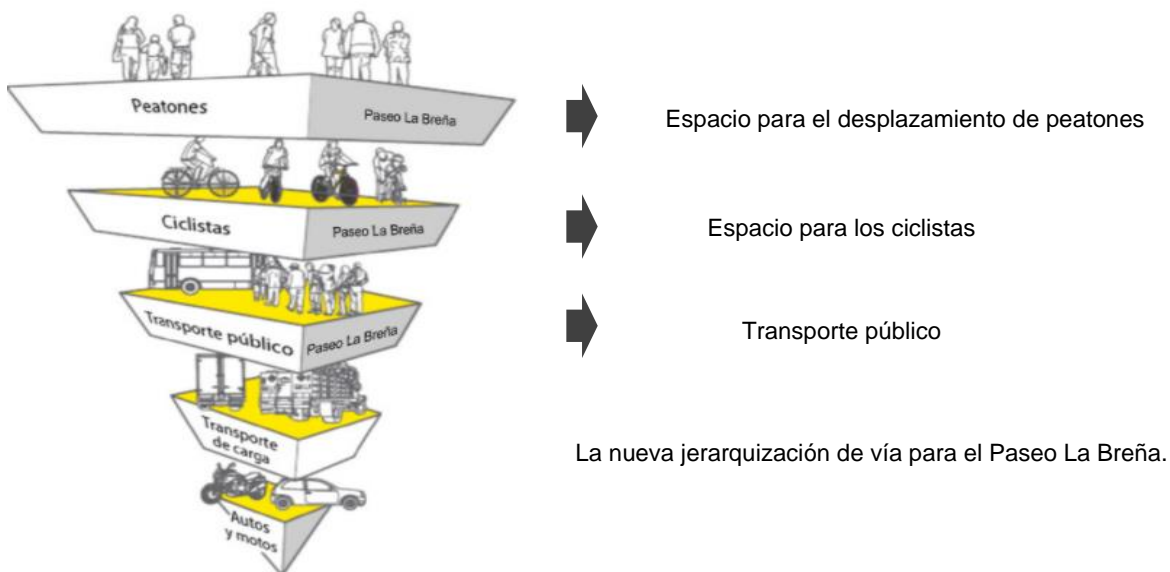 Peatones
Paseo La Breña
Espacio para el desplazamiento de peatones
Ciclistas
Paseo La Breña
Espacio para los ciclistas
Transporte público
Paseo La Breña
Transporte público
Transporte
de carga
La nueva jerarquización de vía para el Paseo La Breña.
Autos
y motos